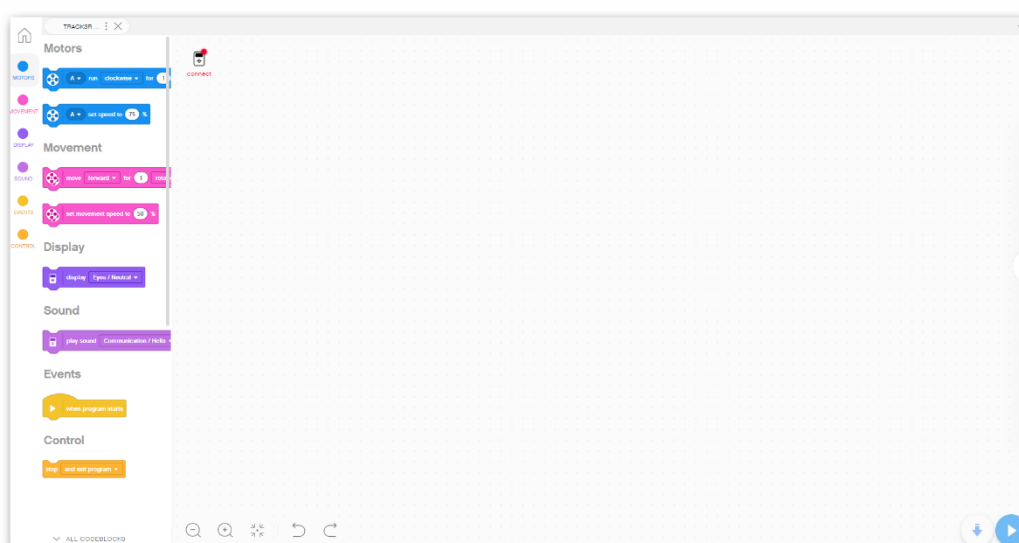 TRACK3R ...
connect
MOTORS
MOVEMENT
DISPLAY
SOUND
EVENTS
CONTROL
Motors
A run clockwise for 1
A set speed to 75 %
Movement
move forward for 1 rota
set movement speed to 50 %
Display
display Eyes / Neutral
Sound
play sound Communication / Hello
Events
when program starts
Control
stop and exit program
ALL CODEBLOCKS